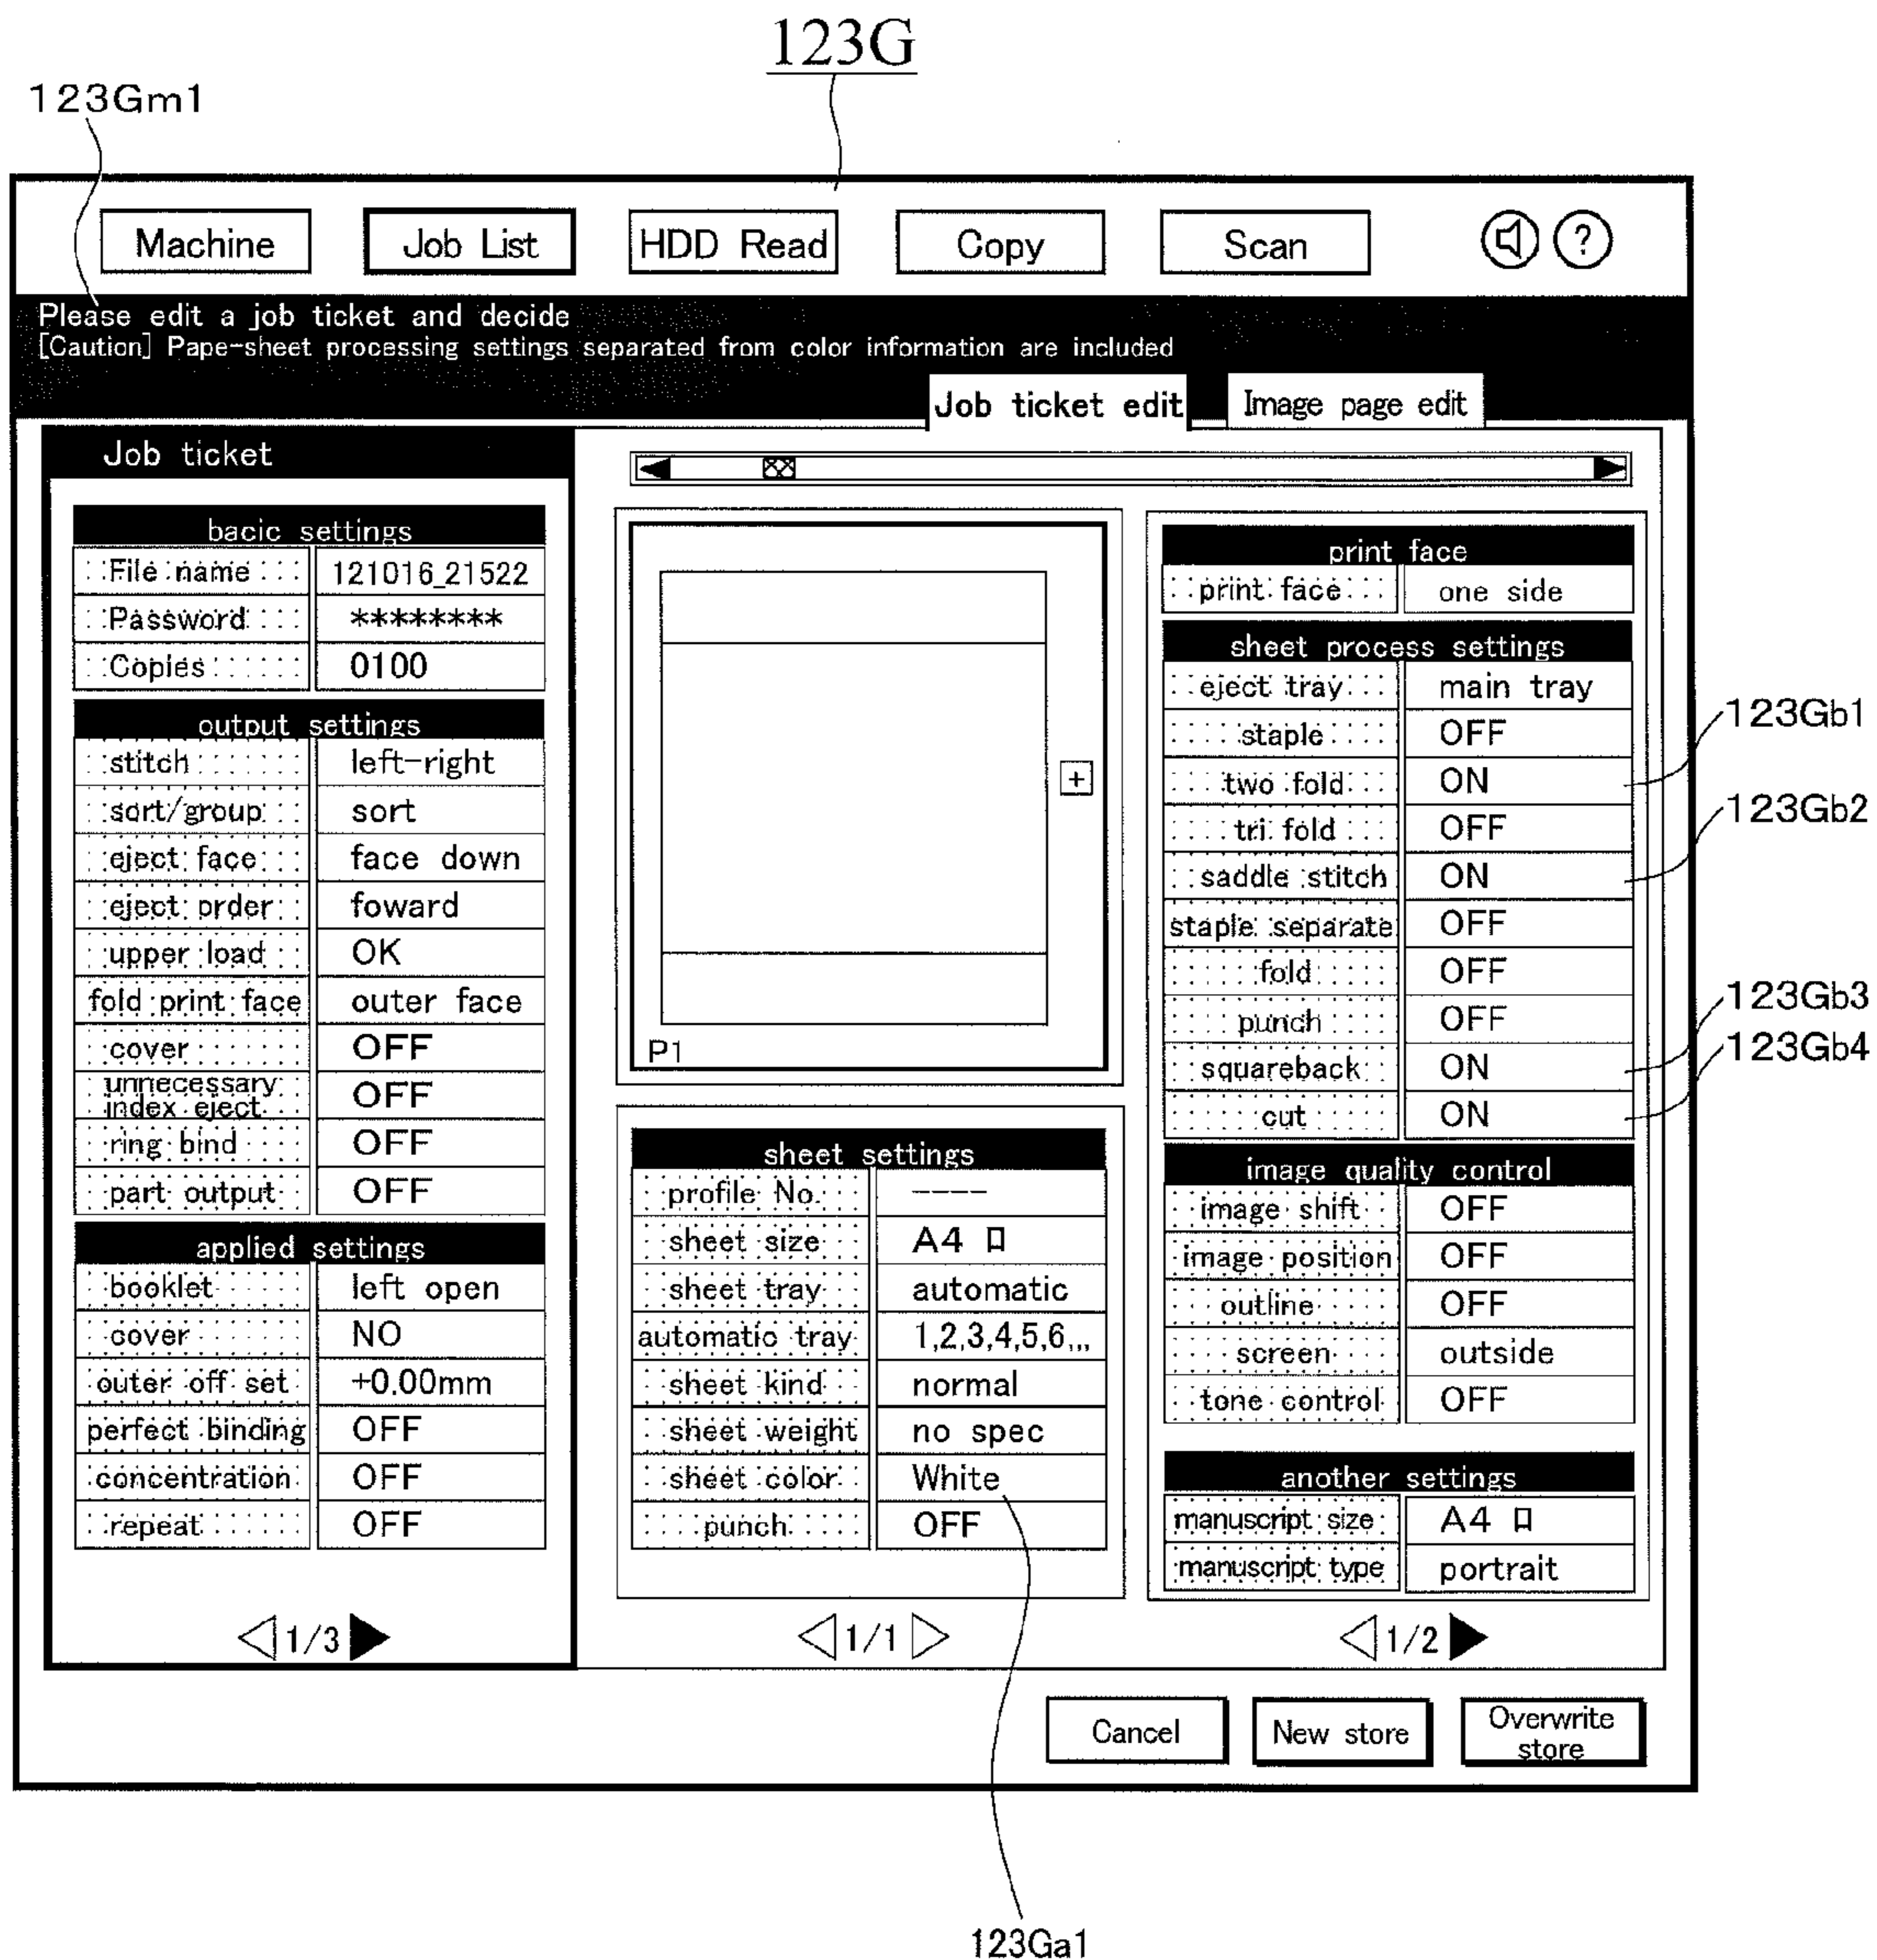 123G
123Gm1
Machine Job List HDD Read Copy Scan ?
Please edit a job ticket and decide
[Caution] Pape-sheet processing settings separated from color information are included
Job ticket edit Image page edit
Job ticket
bacic settings
File name 121016_21522
Password ********
Copies 0100
output settings
stitch left-right
sort/group sort
eject face face down
eject order foward
upper load OK
fold print face outer face
cover OFF
unnecessary
index eject OFF
ring bind OFF
part output OFF
applied settings
booklet left open
cover NO
outer off set +0.00mm
perfect binding OFF
concentration OFF
repeat OFF
1/3
+
P1
sheet settings
profile No. ----
sheet size A4
sheet tray automatic
automatic tray 1,2,3,4,5,6,,,
sheet kind normal
sheet weight no spec
sheet color White
punch OFF
1/1
print face
print face one side
sheet process settings
eject tray main tray
staple OFF
two fold ON
tri fold OFF
saddle stitch ON
staple separate OFF
fold OFF
punch OFF
squareback ON
cut ON
image quality control
image shift OFF
image position OFF
outline OFF
screen outside
tone control OFF
another settings
manuscript size A4
manuscript type portrait
1/2
123Gb1
123Gb2
123Gb3
123Gb4
Cancel New store Overwrite
store
123Ga1